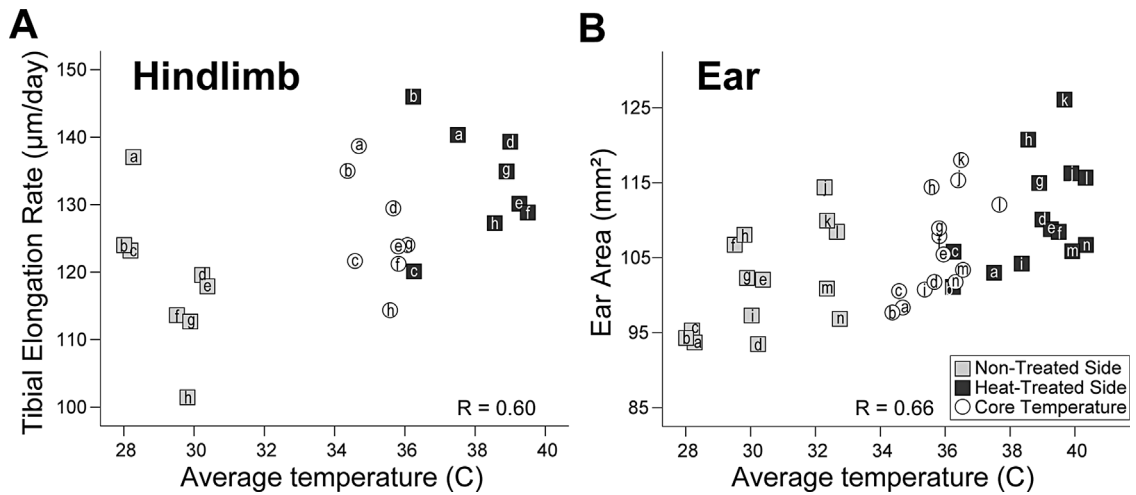 A
B
Hindlimb
Ear
Tibial Elongation Rate (µm/day)
150
140
130
120
110
100
28
30
32
34
36
38
40
Average temperature (C)
R = 0.60
a
b
c
d
e
f
g
h
a
b
d
c
e
g
f
h
b
a
d
g
e
f
h
c
Ear Area (mm²)
125
115
105
95
85
28
30
32
34
36
38
40
Average temperature (C)
R = 0.66
j
k
h
f
g
e
m
i
n
d
c
b
a
k
j
h
g
f
e
m
n
d
c
a
b
k
h
g
d
e
f
c
m
n
i
a
Non-Treated Side
Heat-Treated Side
Core Temperature